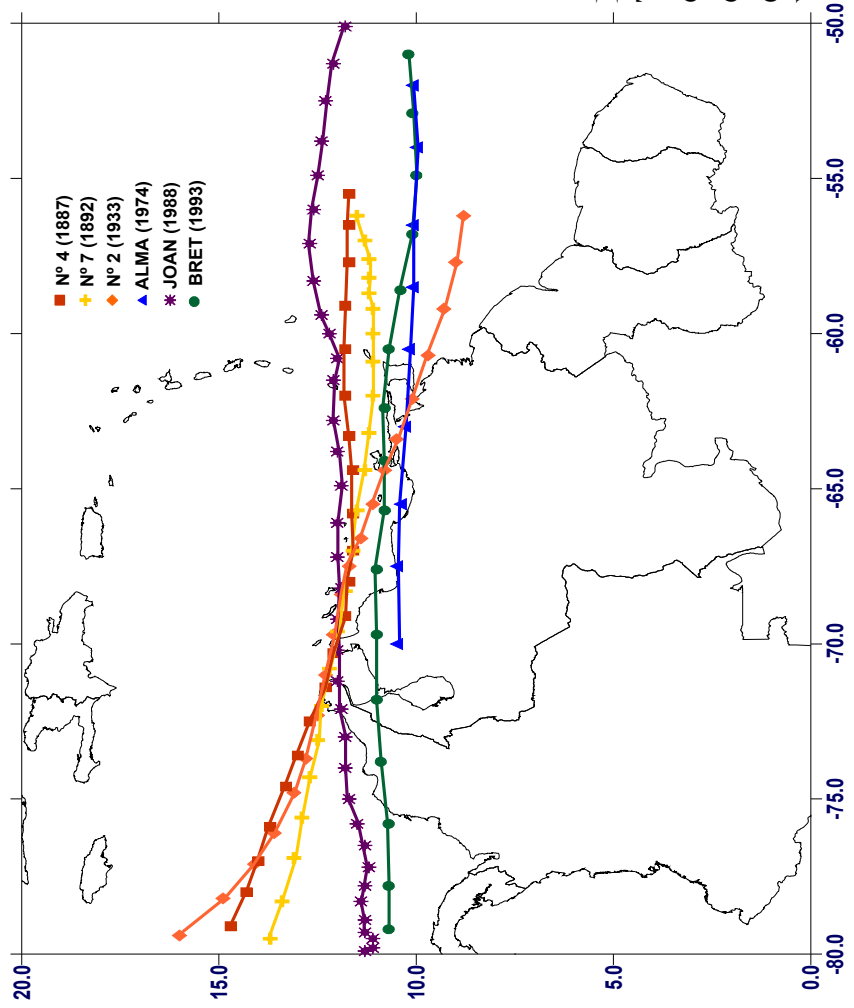 Nº 4 (1887)
Nº 7 (1892)
Nº 2 (1933)
ALMA (1974)
JOAN (1988)
BRET (1993)
20.0
15.0
10.0
5.0
0.0
-80.0
-75.0
-70.0
-65.0
-60.0
-55.0
-50.0